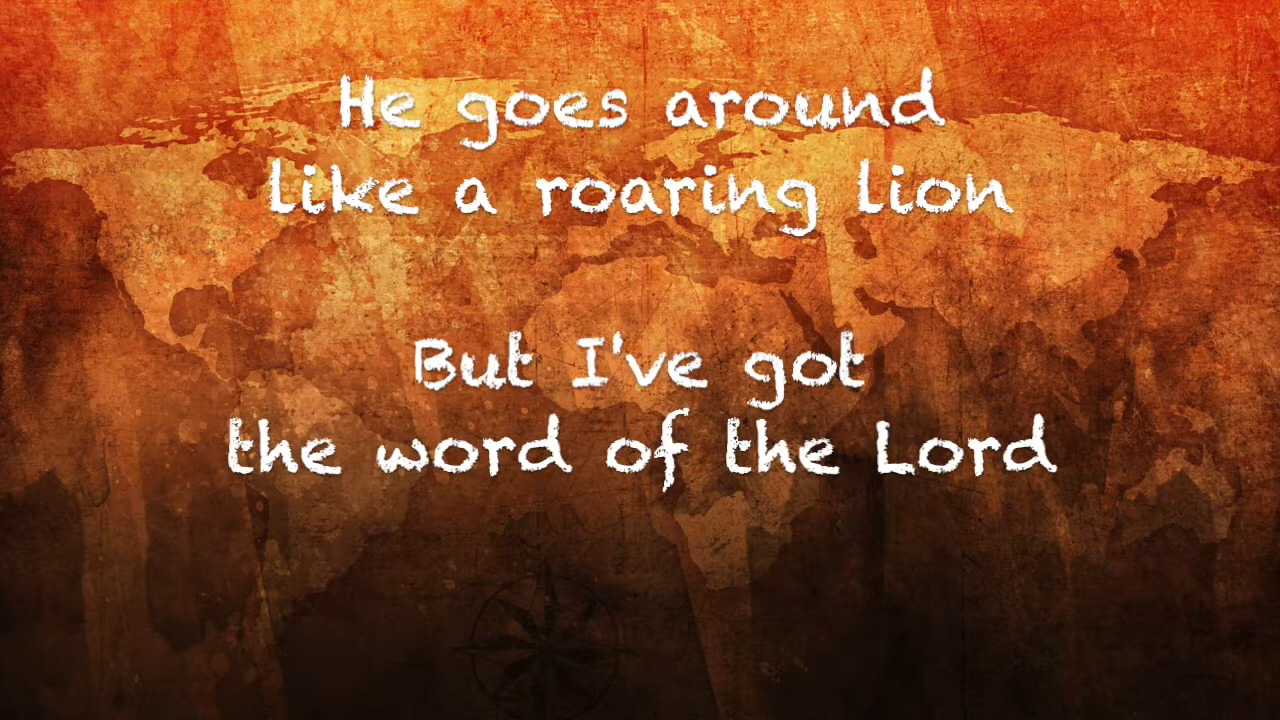 He goes around
like a roaring lion
But I've got
the word of the Lord